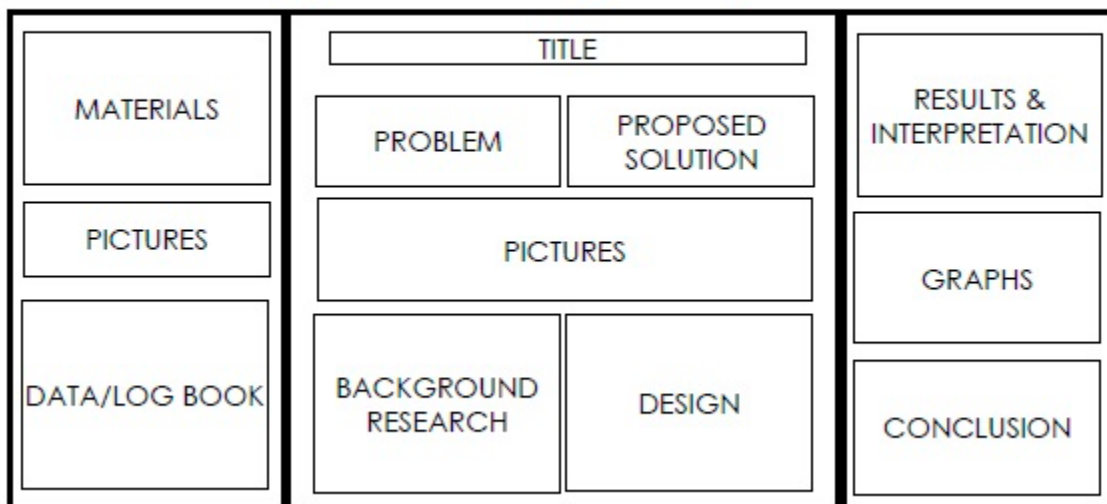 MATERIALS
PICTURES
DATA/LOG BOOK
TITLE
PROBLEM
PROPOSED
SOLUTION
PICTURES
BACKGROUND
RESEARCH
DESIGN
RESULTS &
INTERPRETATION
GRAPHS
CONCLUSION